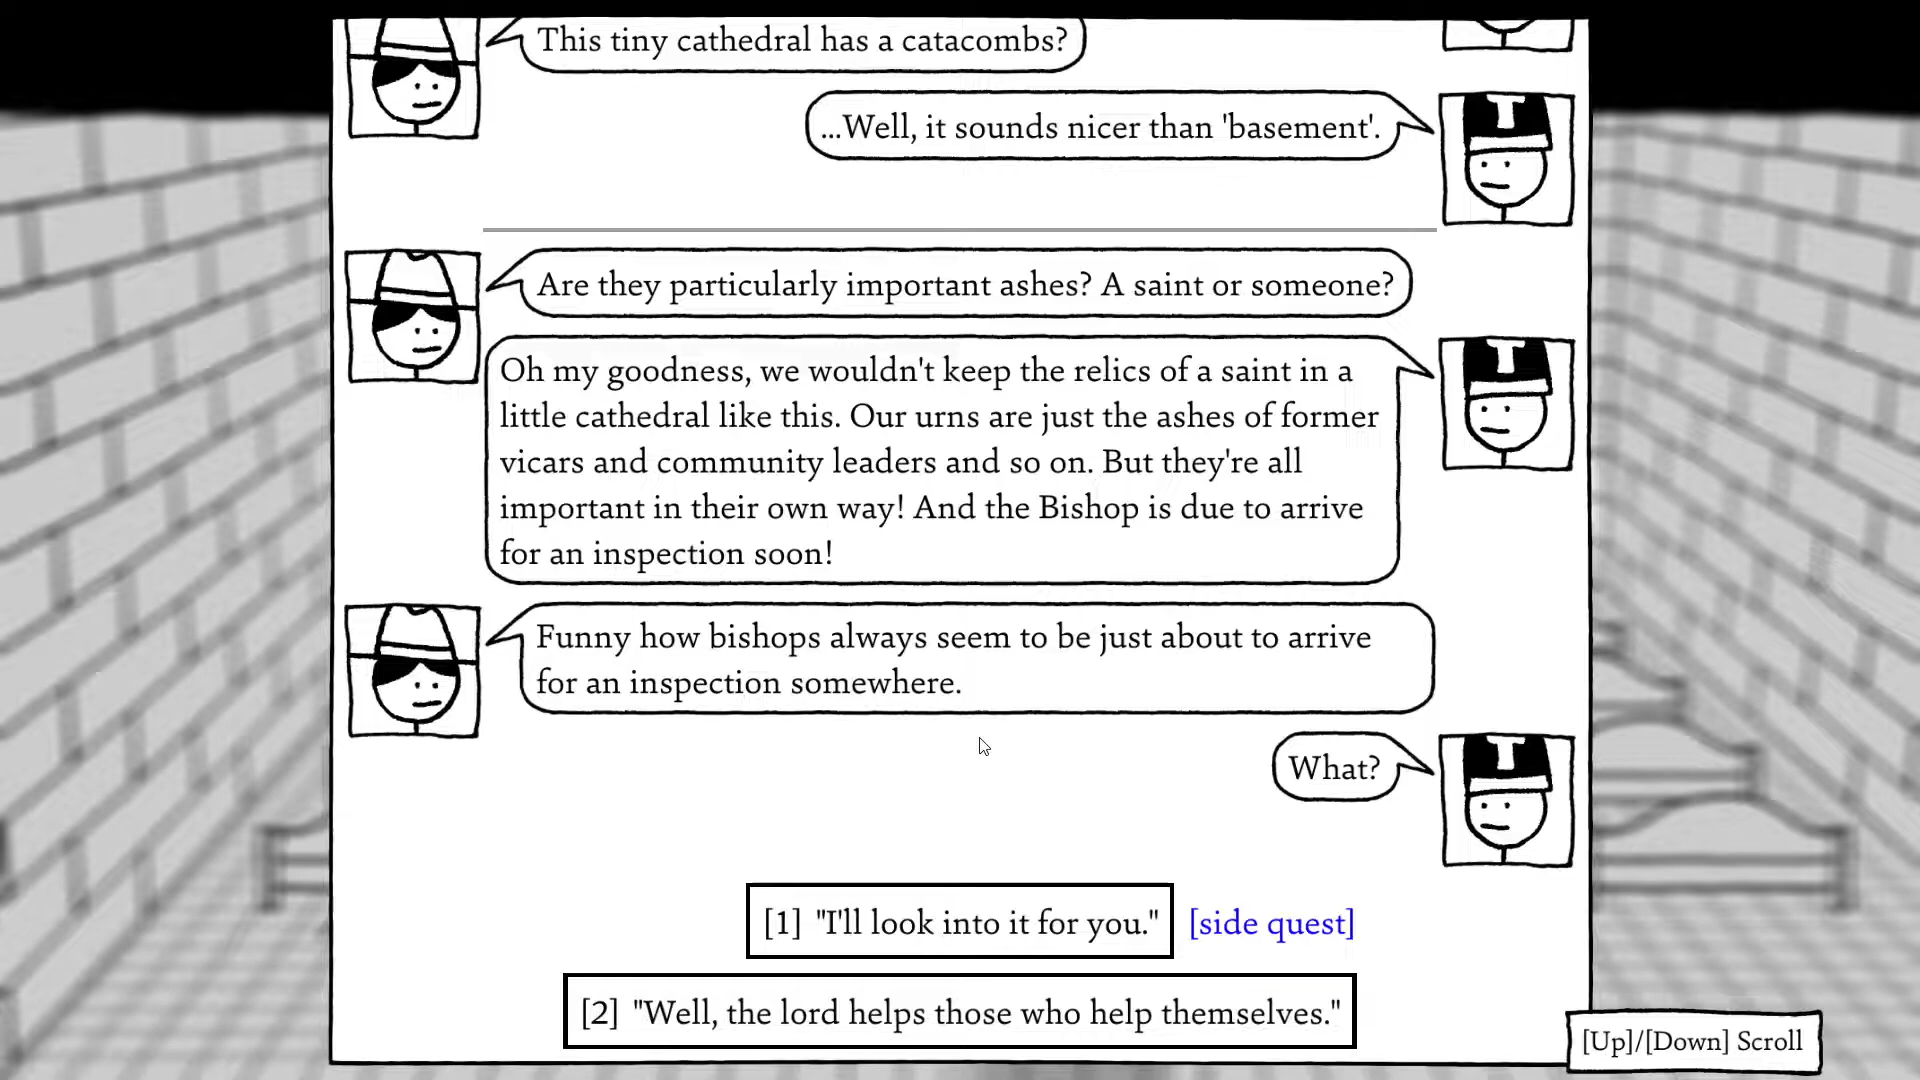 This tiny cathedral has a catacombs?
...Well, it sounds nicer than 'basement'.
Are they particularly important ashes? A saint or someone?
Oh my goodness, we wouldn't keep the relics of a saint in a
little cathedral like this. Our urns are just the ashes of former
vicars and community leaders and so on. But they're all
important in their own way! And the Bishop is due to arrive
for an inspection soon!
Funny how bishops always seem to be just about to arrive
for an inspection somewhere.
What?
[1] "I'll look into it for you." [side quest]
[2] "Well, the lord helps those who help themselves."
[Up]/[Down] Scroll